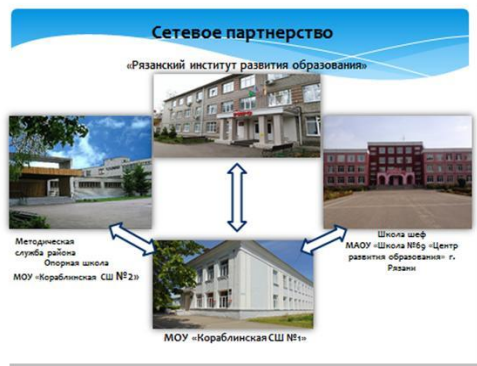 Сетевое партнерство
«Рязанский институт развития образования»
Методическая
служба района
Опорная школа
МОУ «Кораблинская СШ №2»
Школа шеф
МАОУ «Школа №69 «Центр
развития образования» г.
Рязани
МОУ «Кораблинская СШ №1»